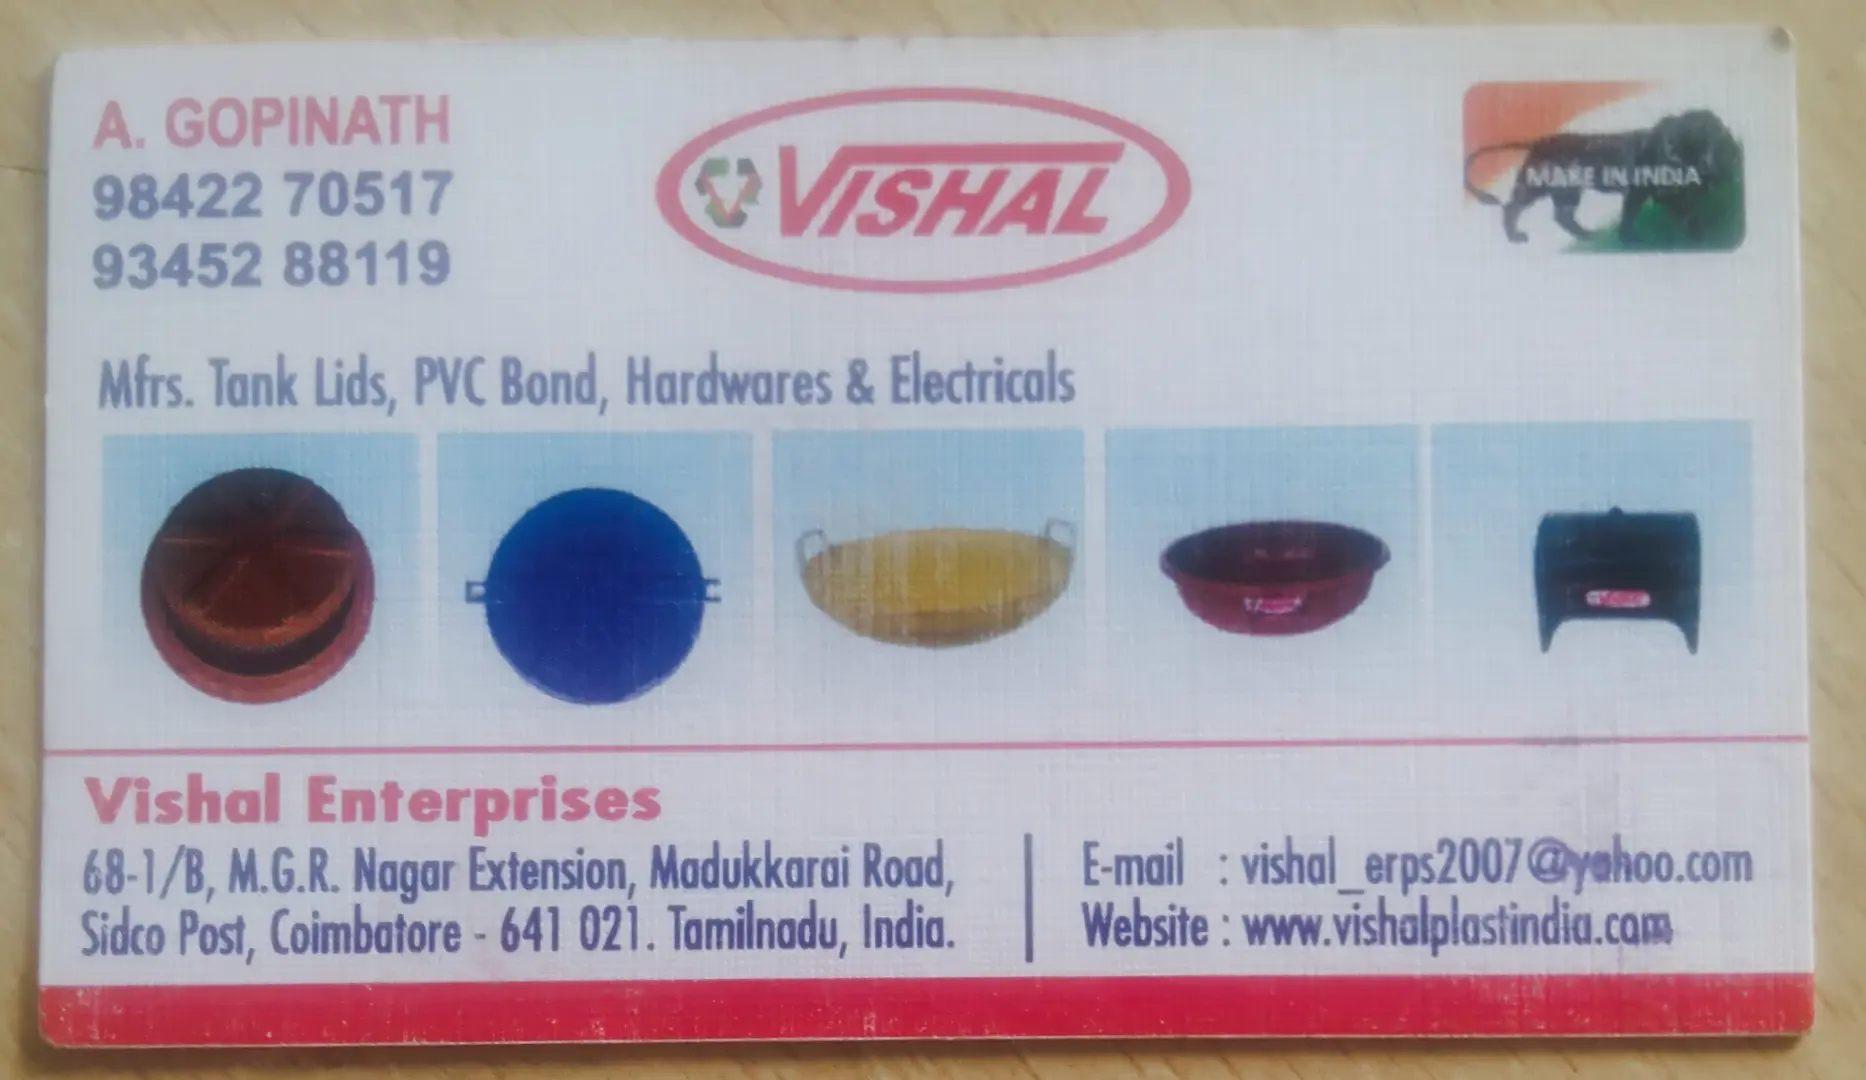 A. GOPINATH
98422 70517
93452 88119
VISHAL
MAKE IN INDIA
Mfrs. Tank Lids, PVC Bond, Hardwares & Electricals
Vishal Enterprises
68-1/B, M.G.R. Nagar Extension, Madukkarai Road,
Sidco Post, Coimbatore - 641 021. Tamilnadu, India.
E-mail : vishal_erps2007@yahoo.com
Website : www.vishalplastindia.com